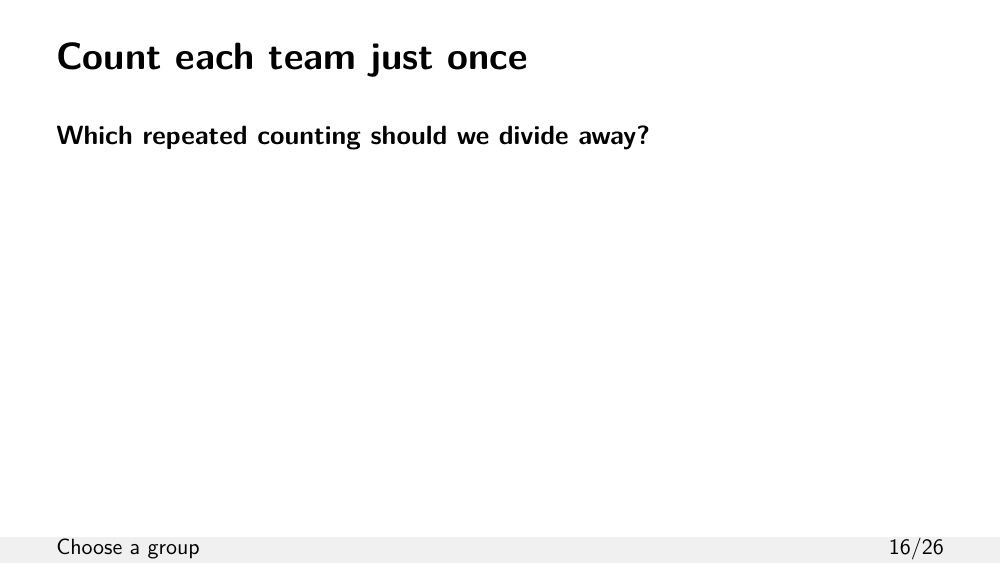 Count each team just once
Which repeated counting should we divide away?
Choose a group
16/26